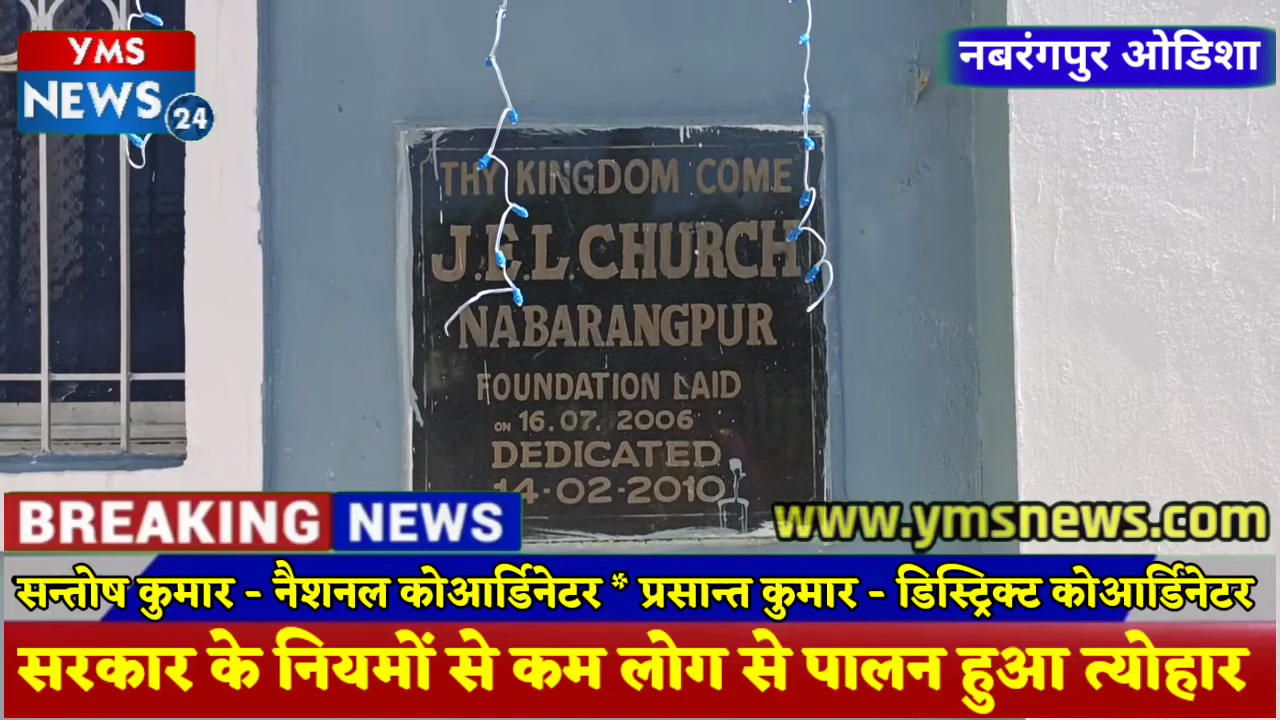 YMS
NEWS
24
नबरंगपुर ओडिशा
THY KINGDOM COME
J.E.L. CHURCH
NABARANGPUR
FOUNDATION LAID
ON 16.07. 2006
DEDICATED
14-02-2010
BREAKING NEWS
www.ymsnews.com
सन्तोष कुमार - नैशनल कोआर्डिनेटर * प्रसान्त कुमार - डिस्ट्रिक्ट कोआर्डिनेटर
सरकार के नियमों से कम लोग से पालन हुआ त्योहार